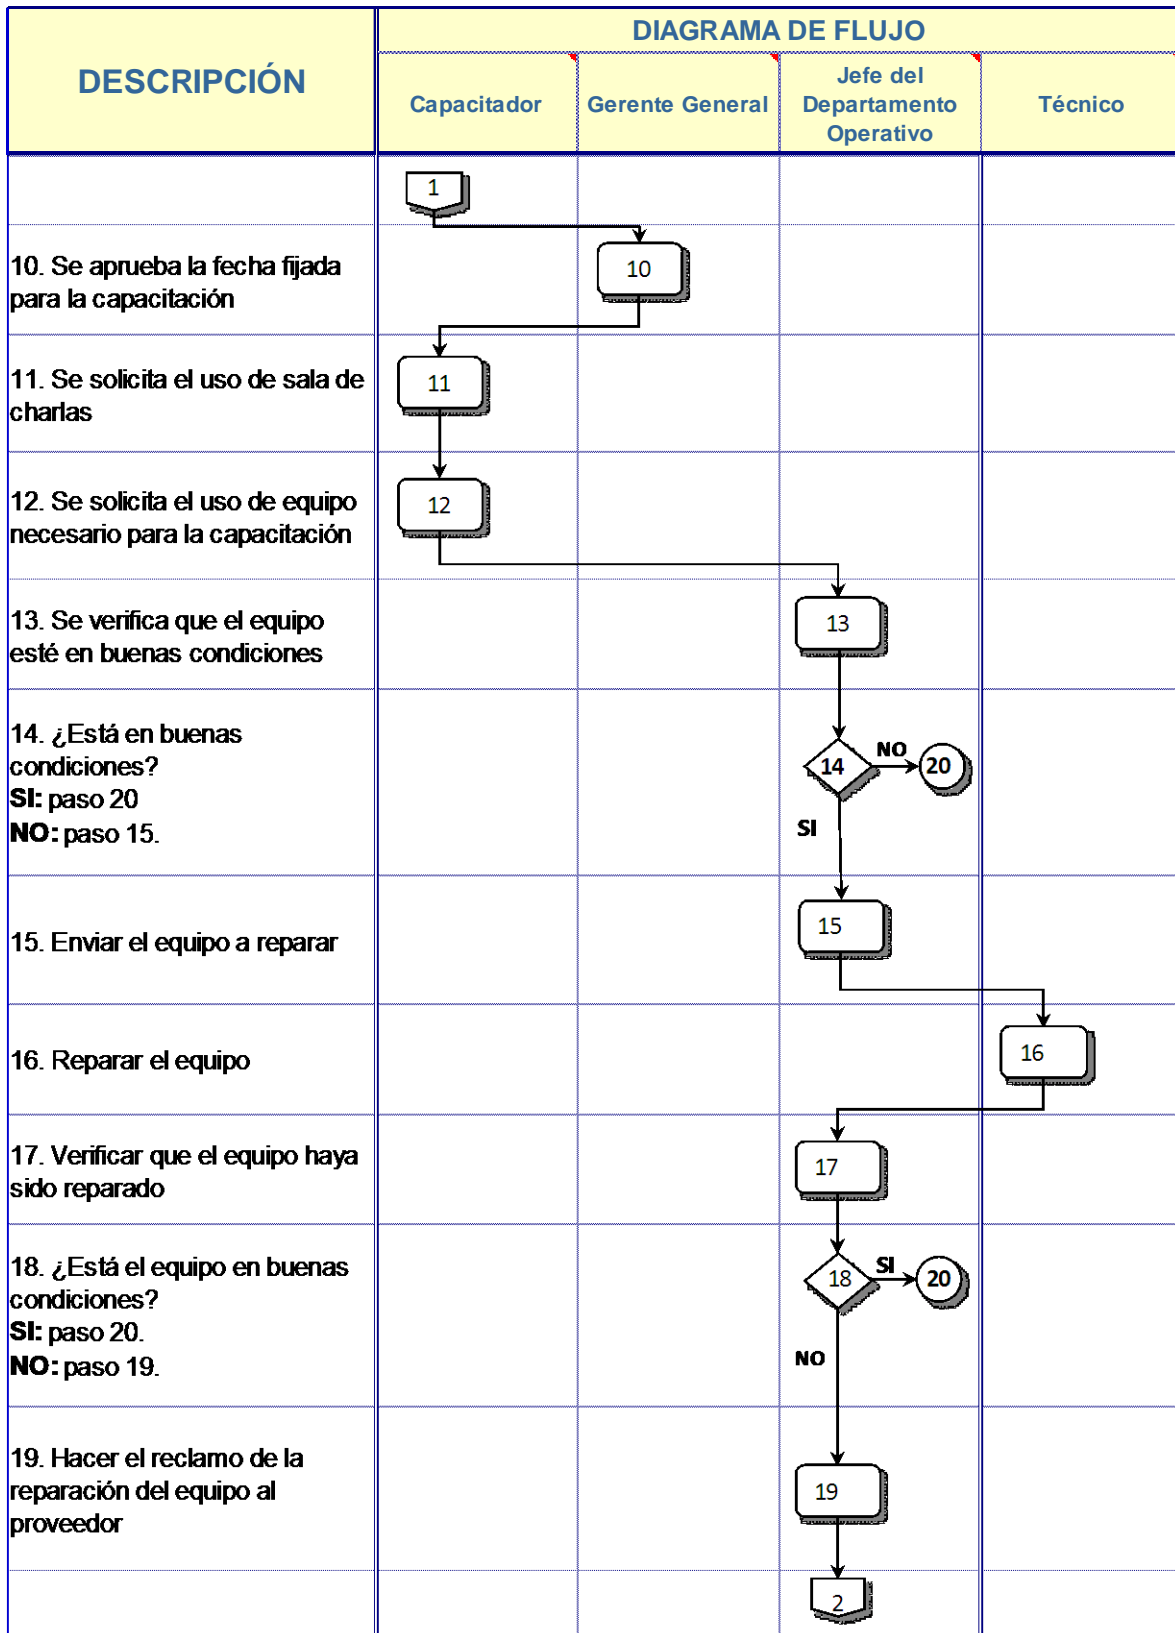 DESCRIPCIÓN
DIAGRAMA DE FLUJO
Capacitador
Gerente General
Jefe del
Departamento
Operativo
Técnico
1
10. Se aprueba la fecha fijada
para la capacitación
10
11. Se solicita el uso de sala de
charlas
11
12. Se solicita el uso de equipo
necesario para la capacitación
12
13. Se verifica que el equipo
esté en buenas condiciones
13
14. ¿Está en buenas
condiciones?
SI: paso 20
NO: paso 15.
14
NO
20
SI
15. Enviar el equipo a reparar
15
16. Reparar el equipo
16
17. Verificar que el equipo haya
sido reparado
17
18. ¿Está el equipo en buenas
condiciones?
SI: paso 20.
NO: paso 19.
18
SI
20
NO
19. Hacer el reclamo de la
reparación del equipo al
proveedor
19
2